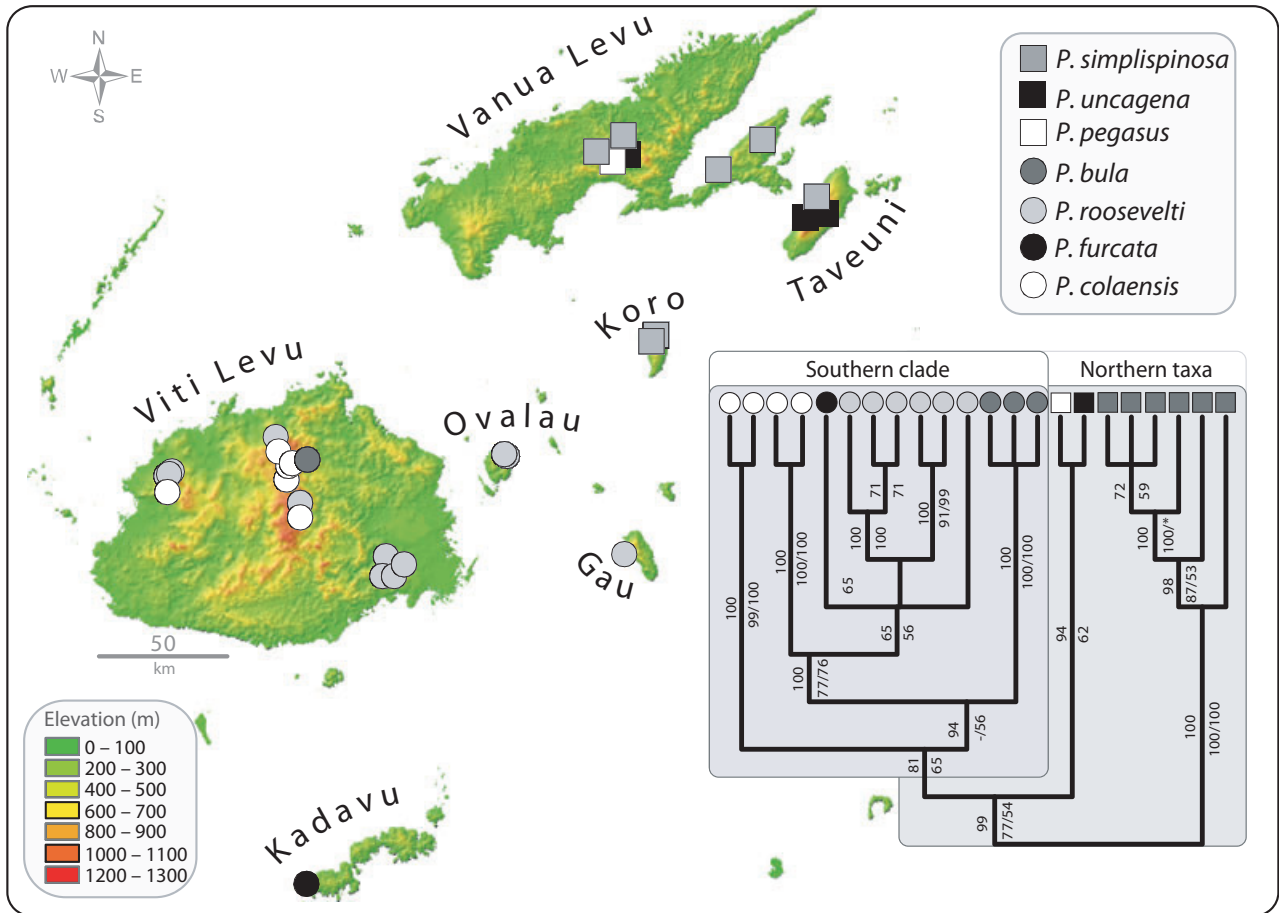 N
W E
S
Vanua Levu
Taveuni
Koro
Viti Levu
Ovalau
Gau
Kadavu
50
km
Elevation (m)
0 – 100
200 – 300
400 – 500
600 – 700
800 – 900
1000 – 1100
1200 – 1300
P. simplispinosa
P. uncagena
P. pegasus
P. bula
P. roosevelti
P. furcata
P. colaensis
Southern clade
Northern taxa
100
99/100
100
100/100
65
100
100
71
71
100
91/99
100
100/100
65
56
100
77/76
94
-/56
81
65
94
62
72
59
100
100/*
98
87/53
100
100/100
99
77/54